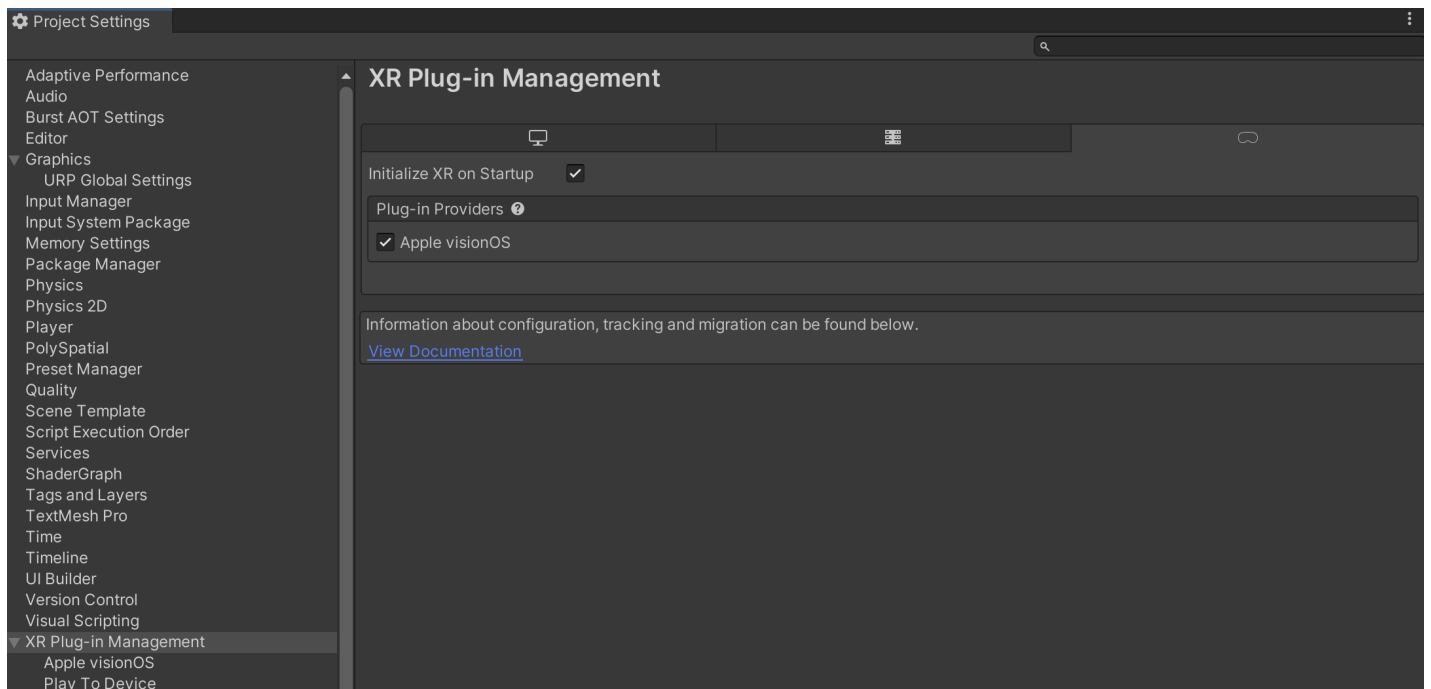 Project Settings
Adaptive Performance
Audio
Burst AOT Settings
Editor
Graphics
URP Global Settings
Input Manager
Input System Package
Memory Settings
Package Manager
Physics
Physics 2D
Player
PolySpatial
Preset Manager
Quality
Scene Template
Script Execution Order
Services
ShaderGraph
Tags and Layers
TextMesh Pro
Time
Timeline
UI Builder
Version Control
Visual Scripting
XR Plug-in Management
Apple visionOS
Play To Device
XR Plug-in Management
Initialize XR on Startup
Plug-in Providers
Apple visionOS
Information about configuration, tracking and migration can be found below.
View Documentation